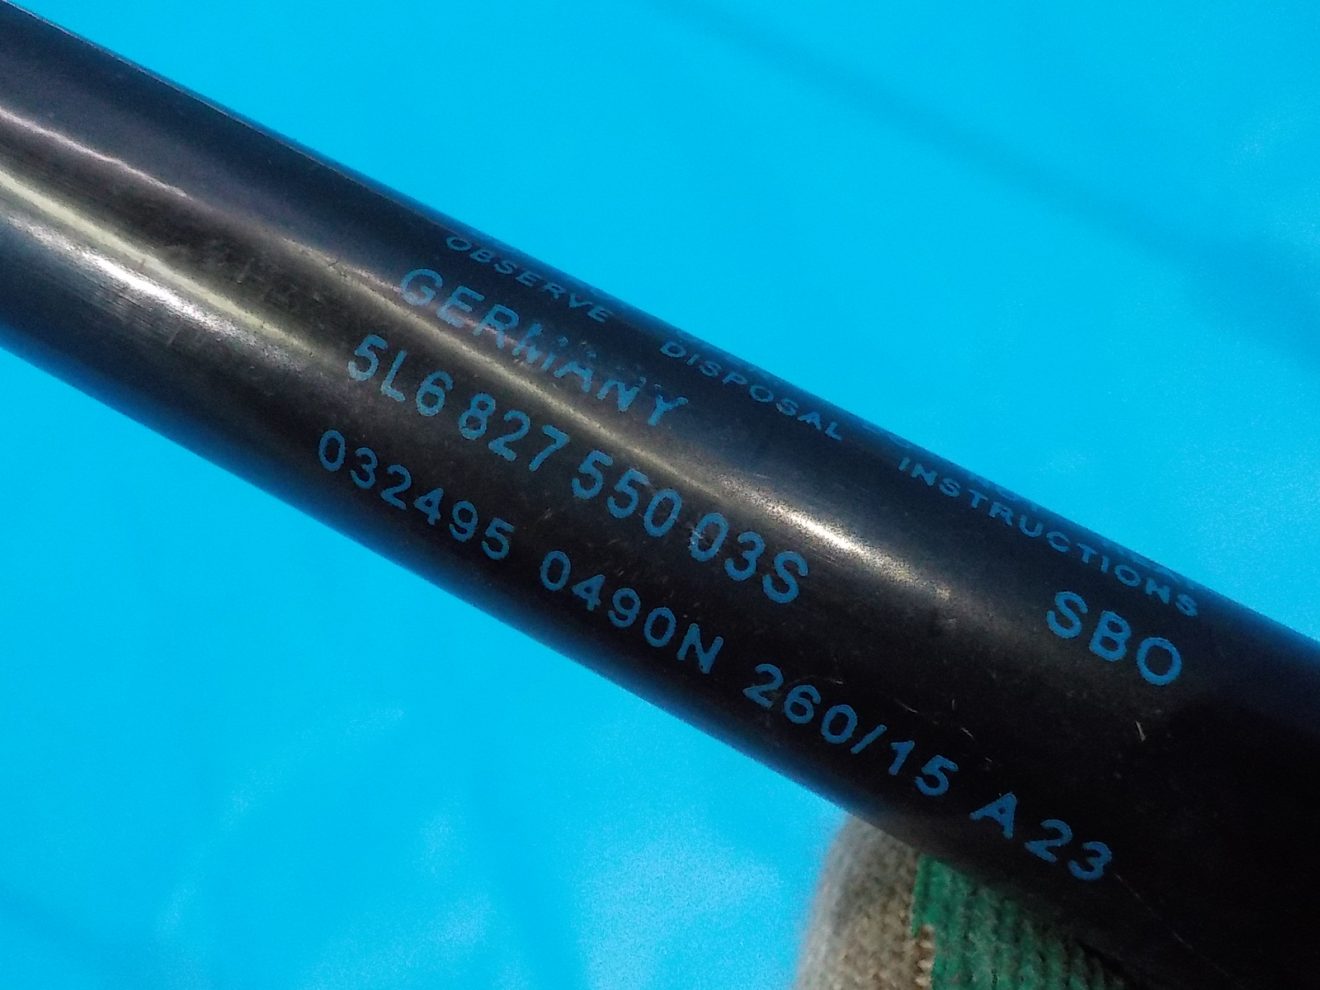 OBSERVE DISPOSAL INSTRUCTIONS
GERMANY SBO
5L6 827 550 03S
032495 0490N 260/15 A23